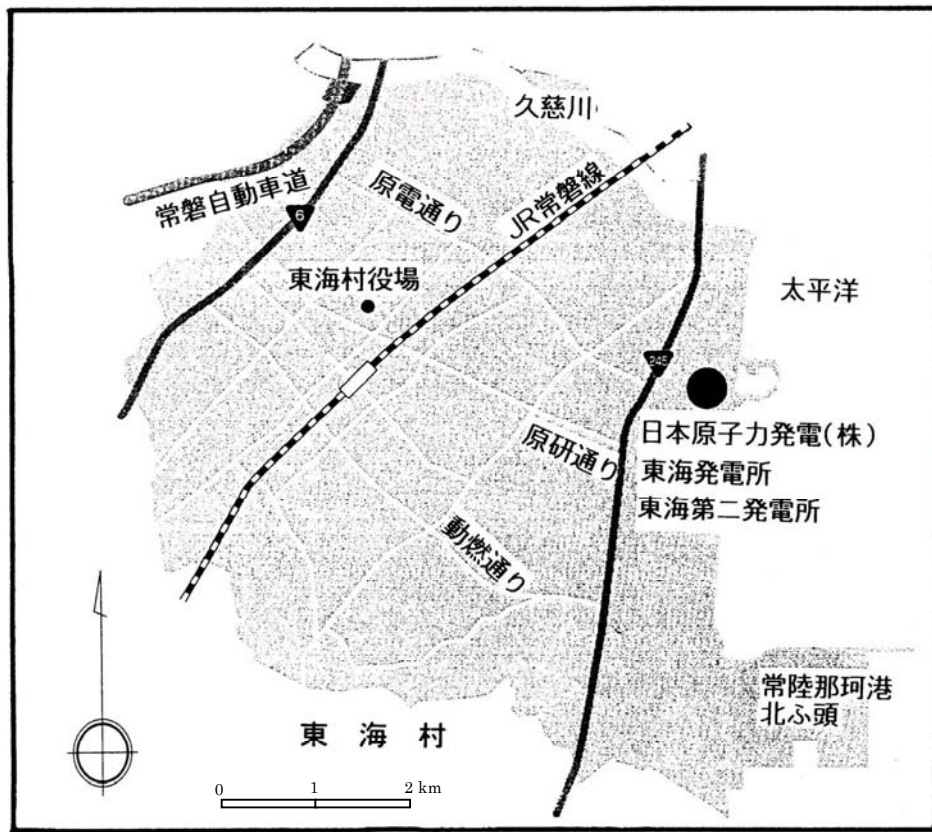 久慈川
常磐自動車道
6
原電通り
JR常磐線
東海村役場
太平洋
245
日本原子力発電(株)
東海発電所
東海第二発電所
原研通り
動燃通り
常陸那珂港
北ふ頭
東海村
0 1 2 km